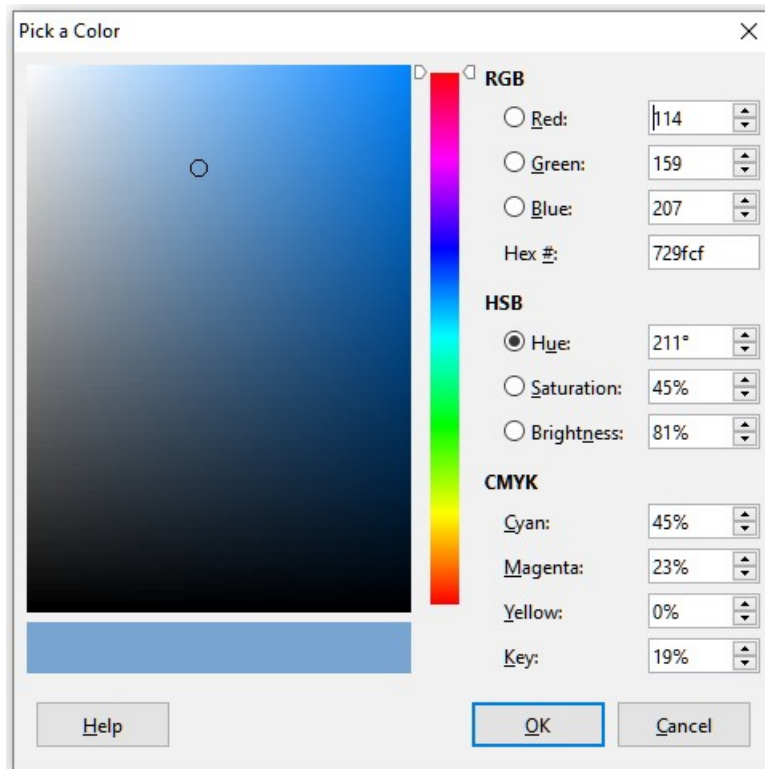 Pick a Color
RGB
Red: 114
Green: 159
Blue: 207
Hex #: 729fcf
HSB
Hue: 211°
Saturation: 45%
Brightness: 81%
CMYK
Cyan: 45%
Magenta: 23%
Yellow: 0%
Key: 19%
Help OK Cancel